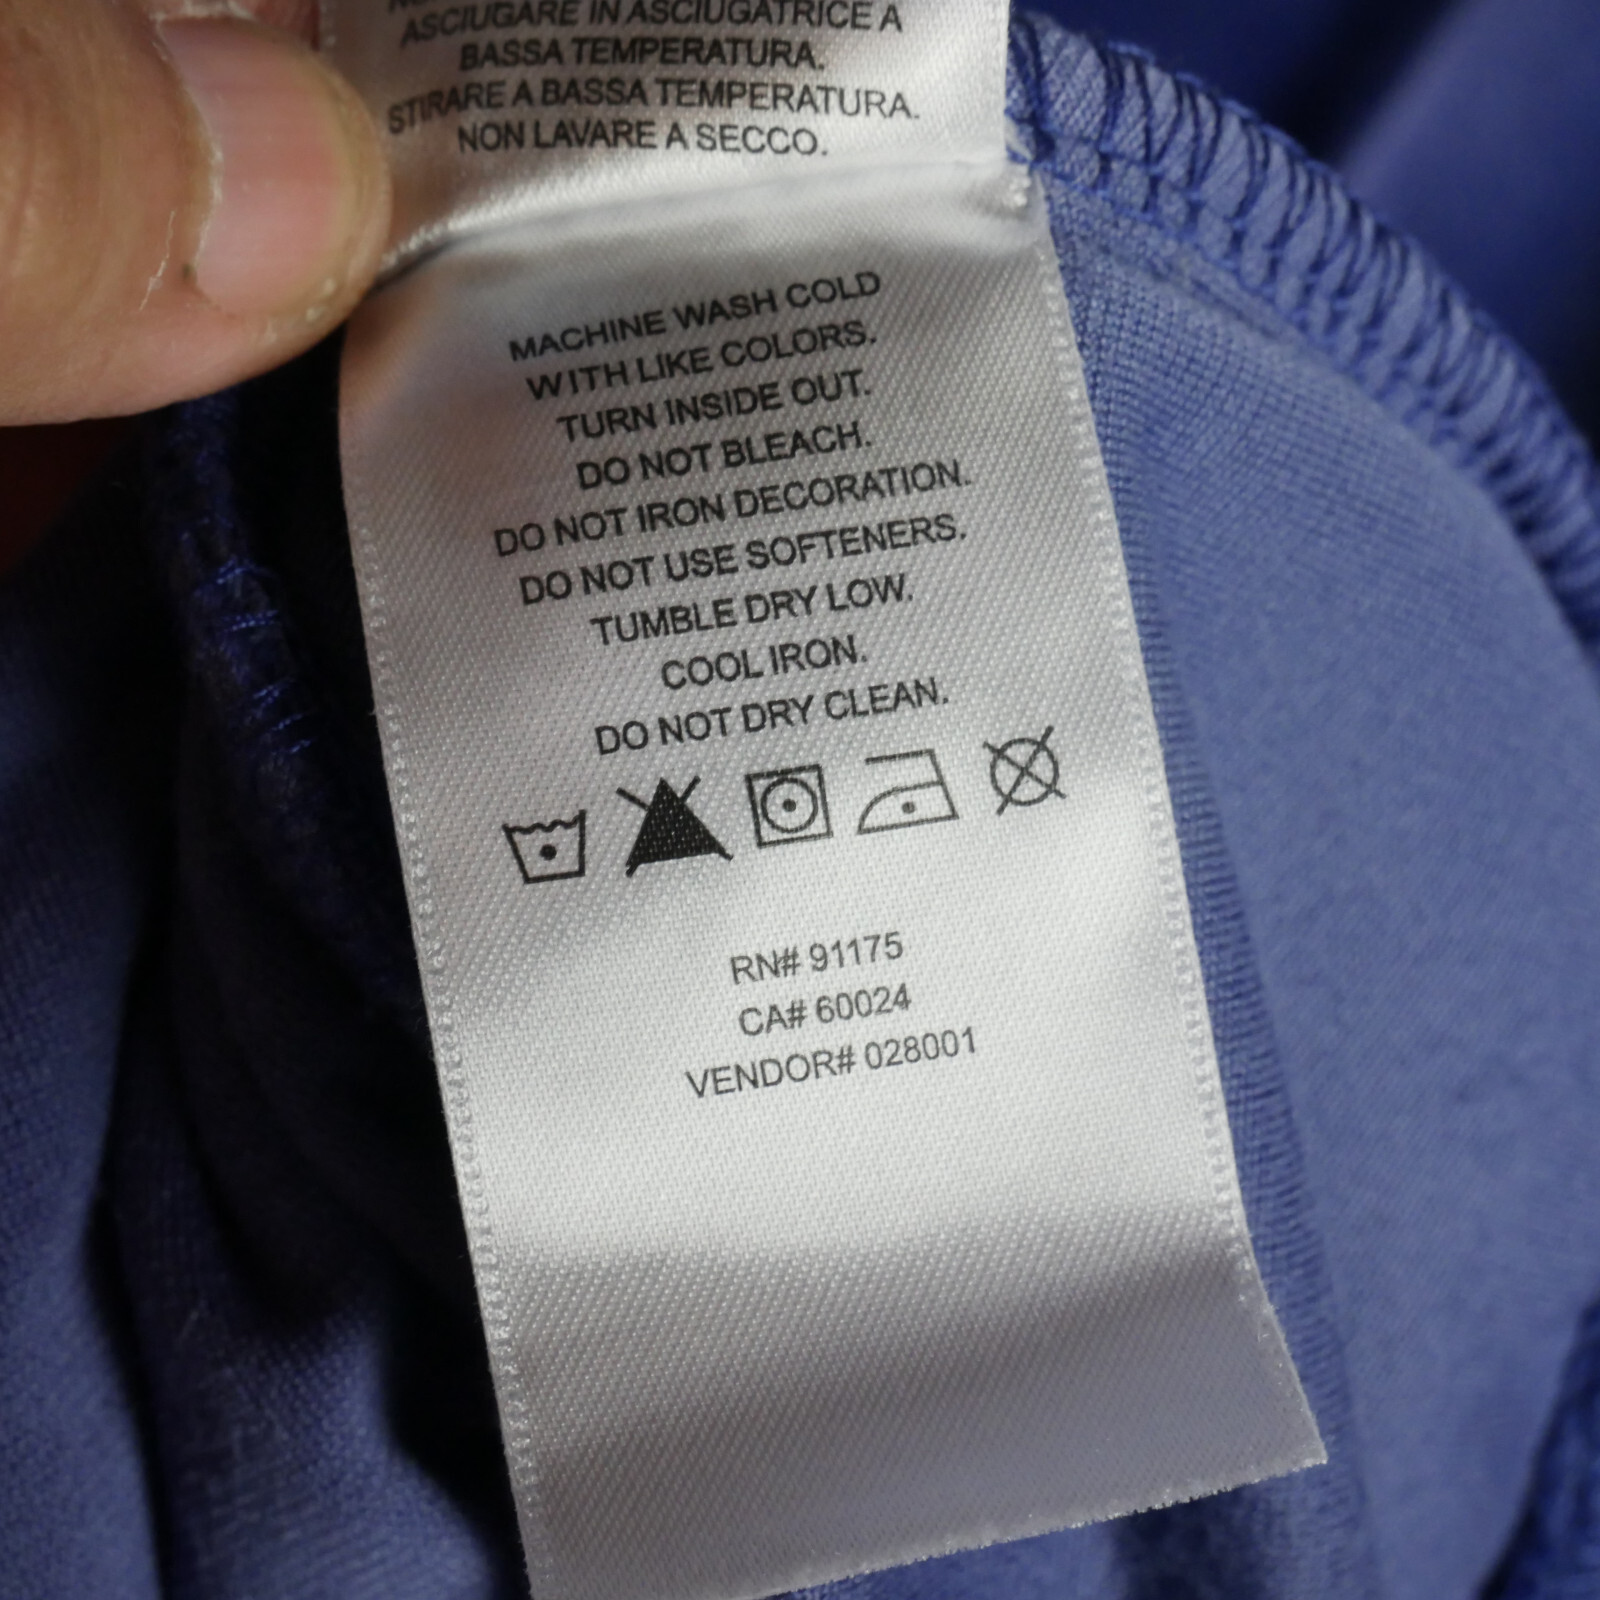 ASCIUGARE IN ASCIUGATRICE A
BASSA TEMPERATURA.
STIRARE A BASSA TEMPERATURA.
NON LAVARE A SECCO.
MACHINE WASH COLD
WITH LIKE COLORS.
TURN INSIDE OUT.
DO NOT BLEACH.
DO NOT IRON DECORATION.
DO NOT USE SOFTENERS.
TUMBLE DRY LOW.
COOL IRON.
DO NOT DRY CLEAN.
RN# 91175
CA# 60024
VENDOR# 028001